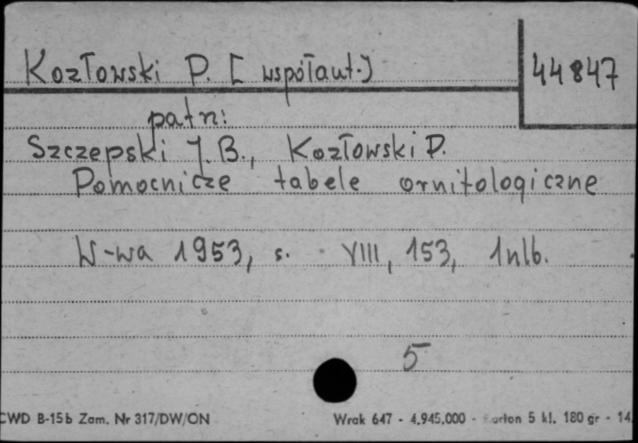 Kozłowski P. [współaut.]
44847
patrz:
Szczepski J.B., Kozłowski P.
Pomocnicze tabele ornitologiczne
W-wa 1953, s. VIII, 153, 1 nlb.
5
CWD B-15b Zam. Nr 317/DW/ON Wrak 647 - 4.945.000 - Karton 5 kl. 180 gr - 14